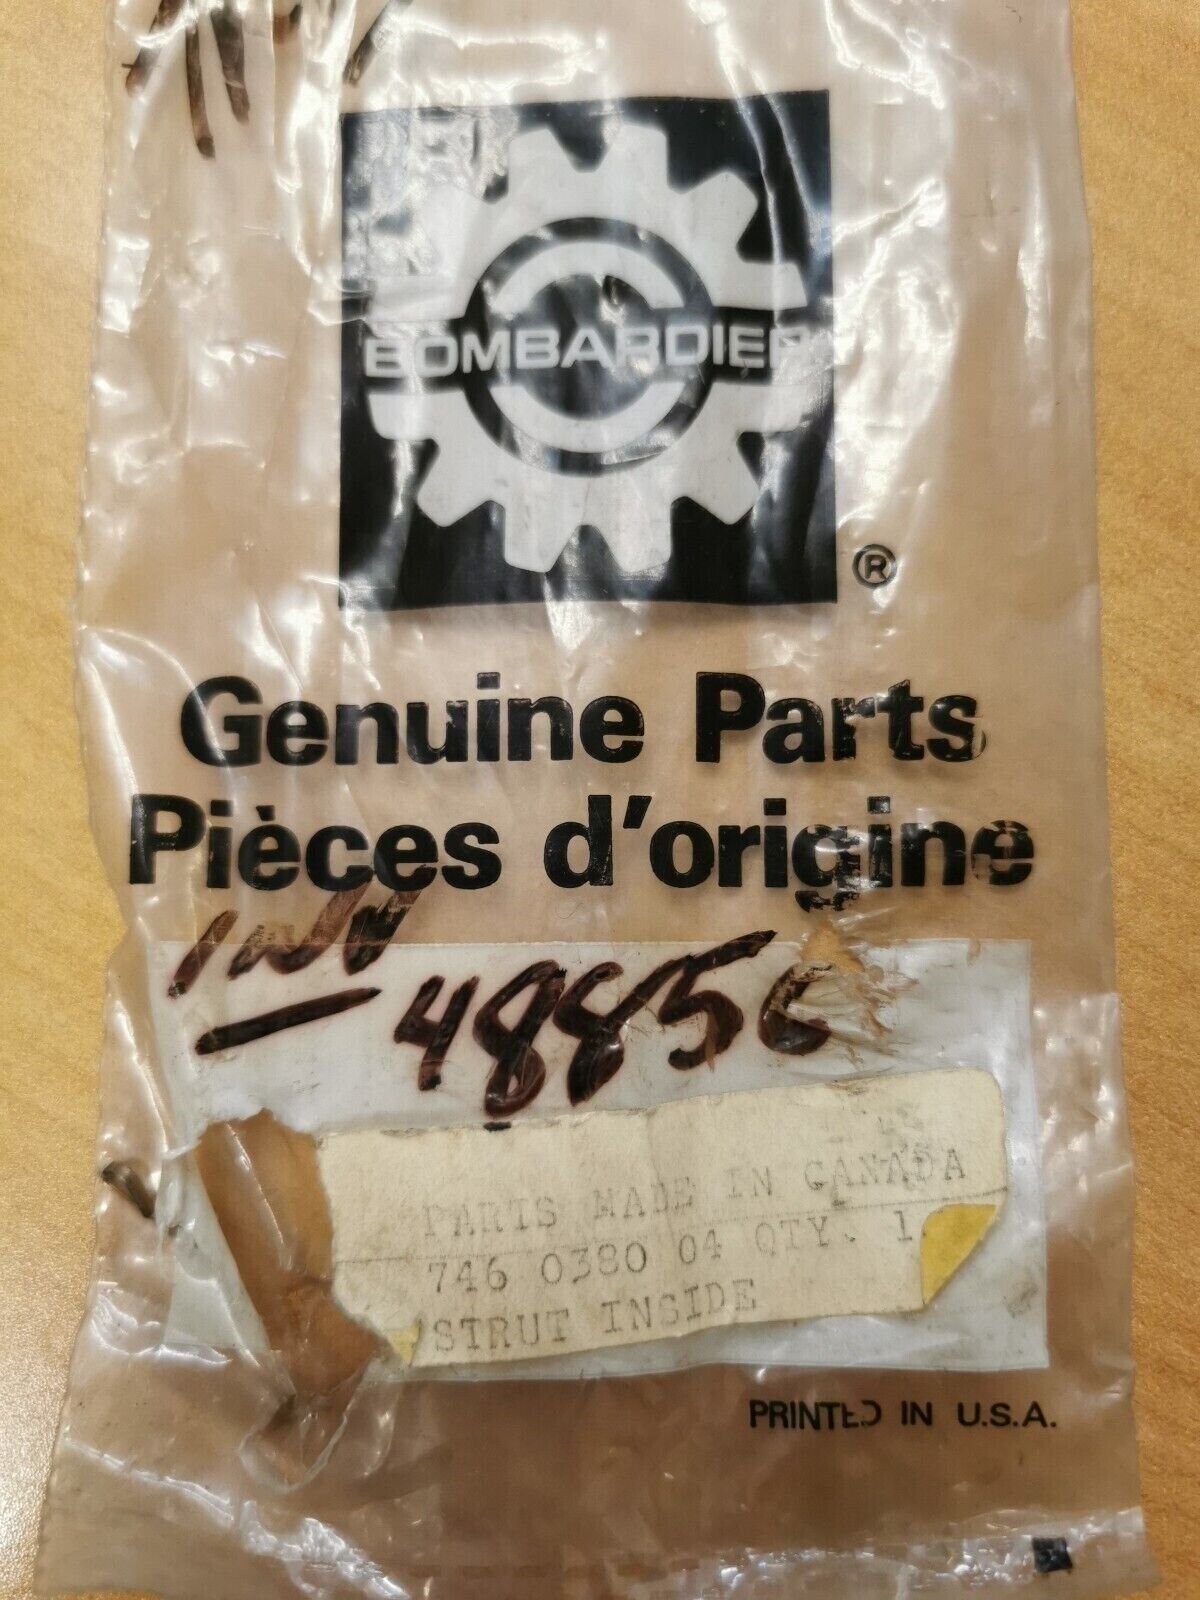 BOMBARDIER
®
Genuine Parts
Pièces d'origine
INV
48856
PARTS MADE IN CANADA
746 0380 04 QTY. 1
STRUT INSIDE
PRINTED IN U.S.A.